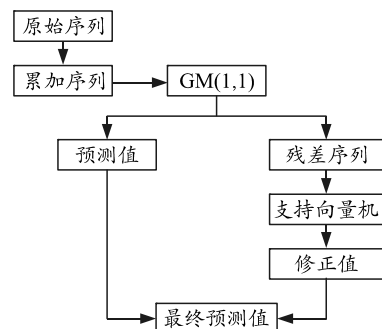 原始序列
累加序列
GM(1,1)
预测值
残差序列
支持向量机
修正值
最终预测值